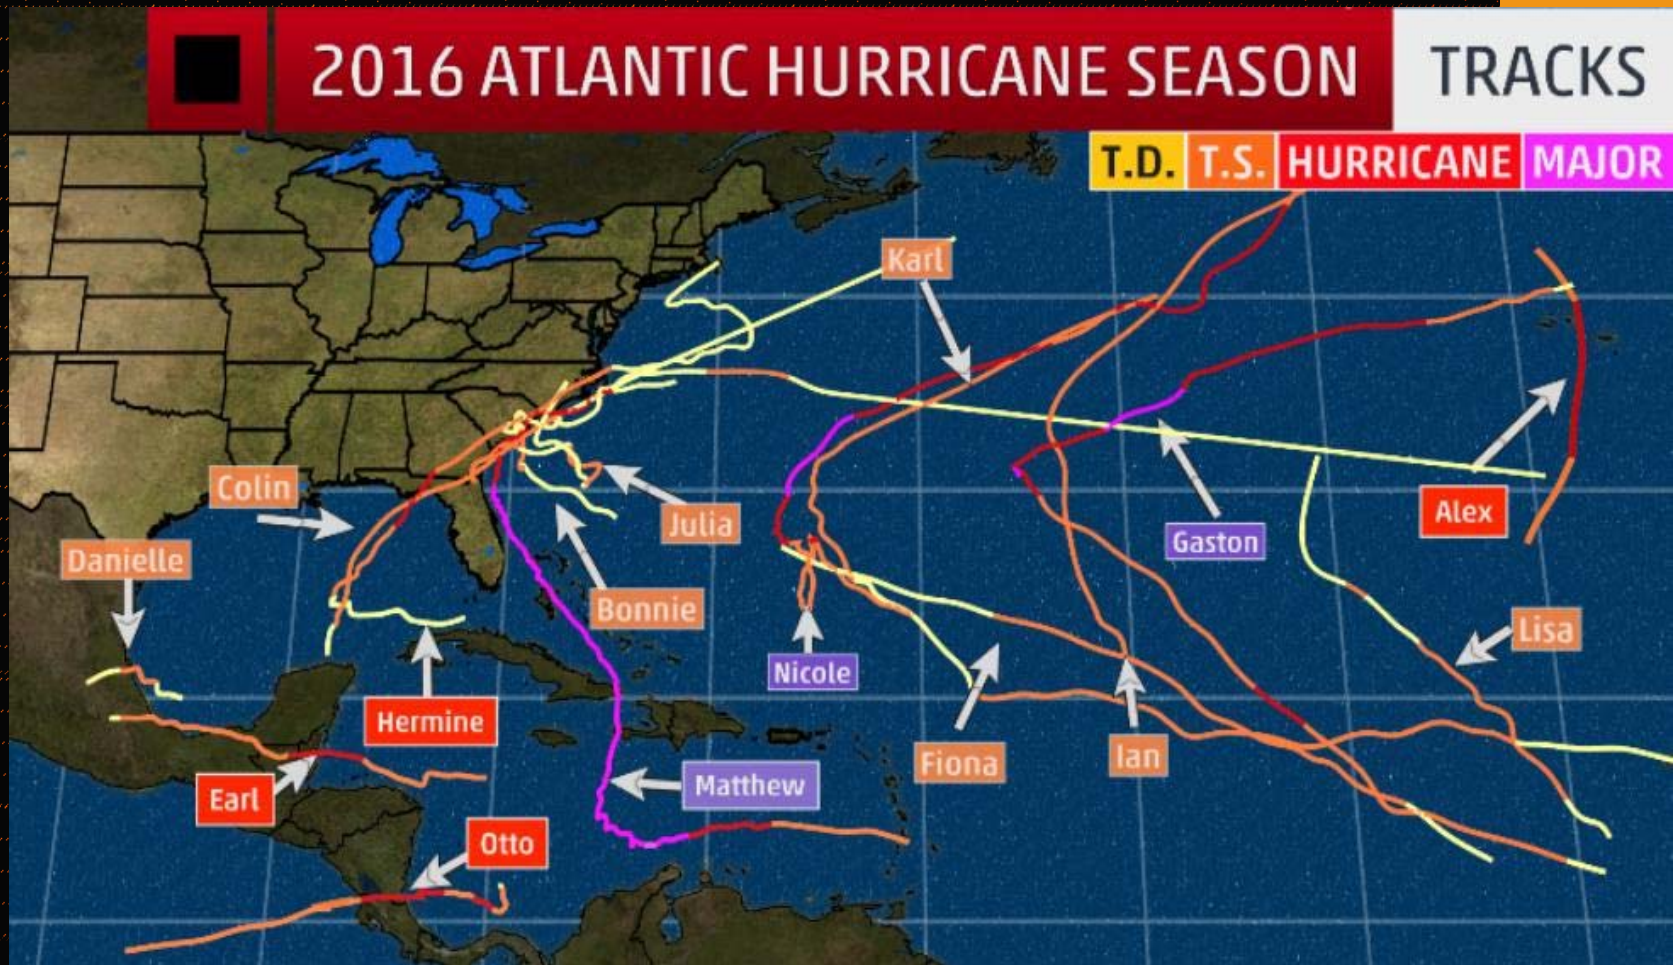 2016 ATLANTIC HURRICANE SEASON TRACKS
T.D. T.S. HURRICANE MAJOR
Karl
Colin
Julia
Alex
Gaston
Danielle
Bonnie
Lisa
Nicole
Hermine
Fiona
Ian
Matthew
Earl
Otto